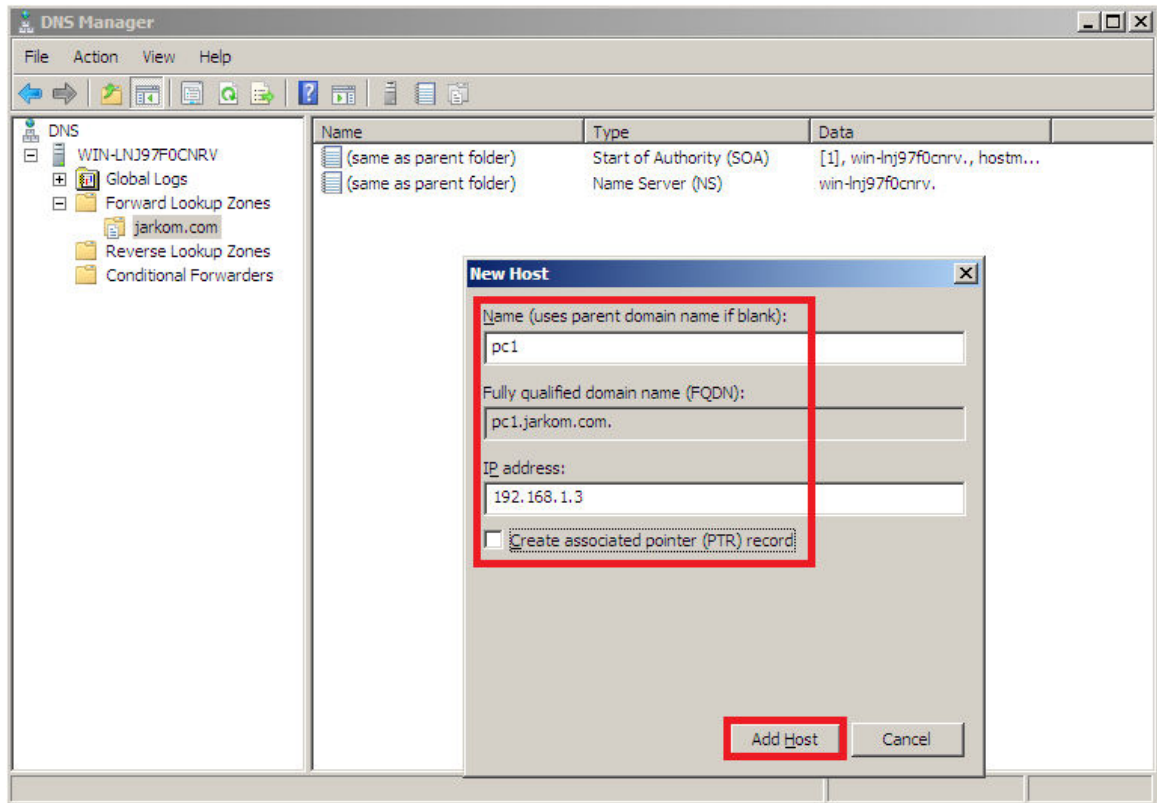 DNS Manager
File Action View Help
DNS
WIN-LNJ97F0CNRV
Global Logs
Forward Lookup Zones
jarkom.com
Reverse Lookup Zones
Conditional Forwarders
Name Type Data
(same as parent folder) Start of Authority (SOA) [1], win-lnj97f0cnrv., hostm...
(same as parent folder) Name Server (NS) win-lnj97f0cnrv.
New Host
Name (uses parent domain name if blank):
pc1
Fully qualified domain name (FQDN):
pc1.jarkom.com.
IP address:
192.168.1.3
Create associated pointer (PTR) record
Add Host Cancel